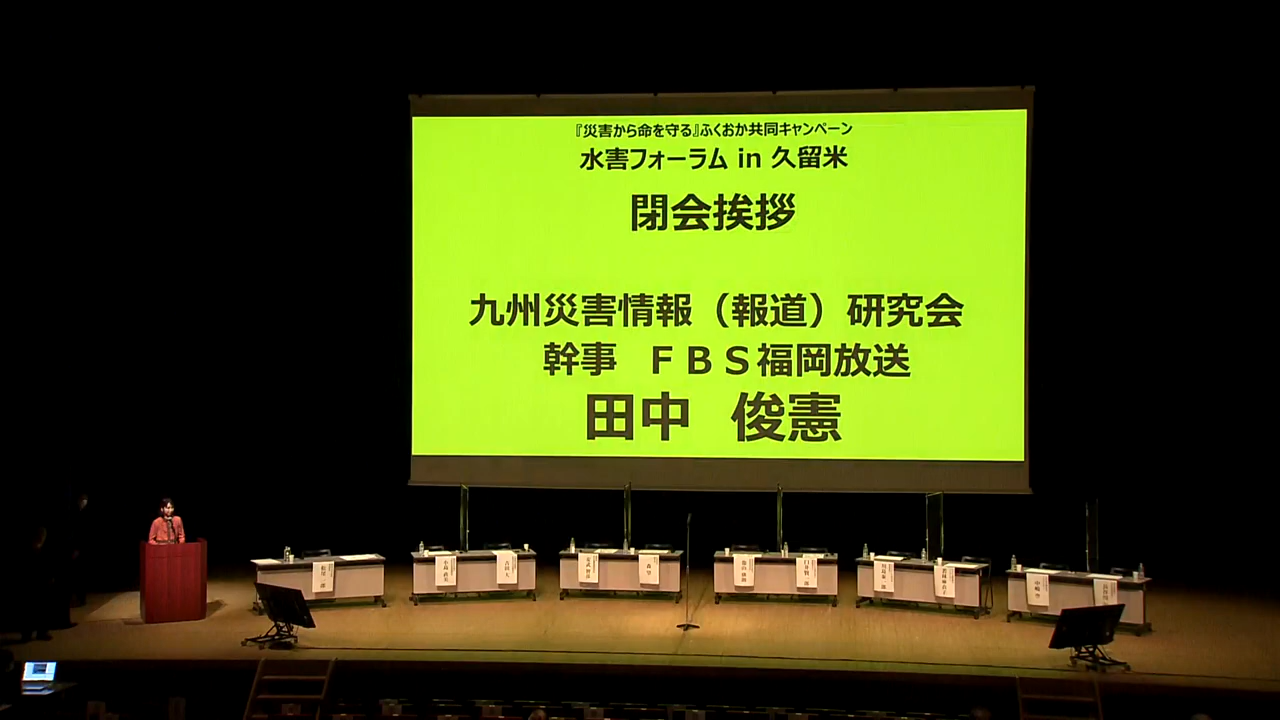 『災害から命を守る』ふくおか共同キャンペーン
水害フォーラム in 久留米
閉会挨拶
九州災害情報（報道）研究会
幹事　ＦＢＳ福岡放送
田中　俊憲